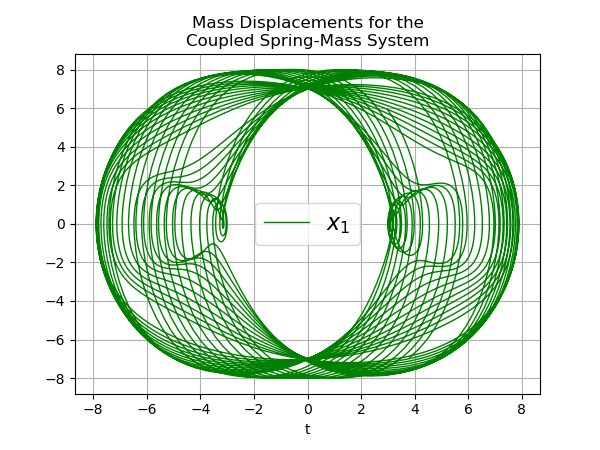 Mass Displacements for the
Coupled Spring-Mass System
8
6
4
2
0
−2
−4
−6
−8
x₁
−8 −6 −4 −2 0 2 4 6 8
t